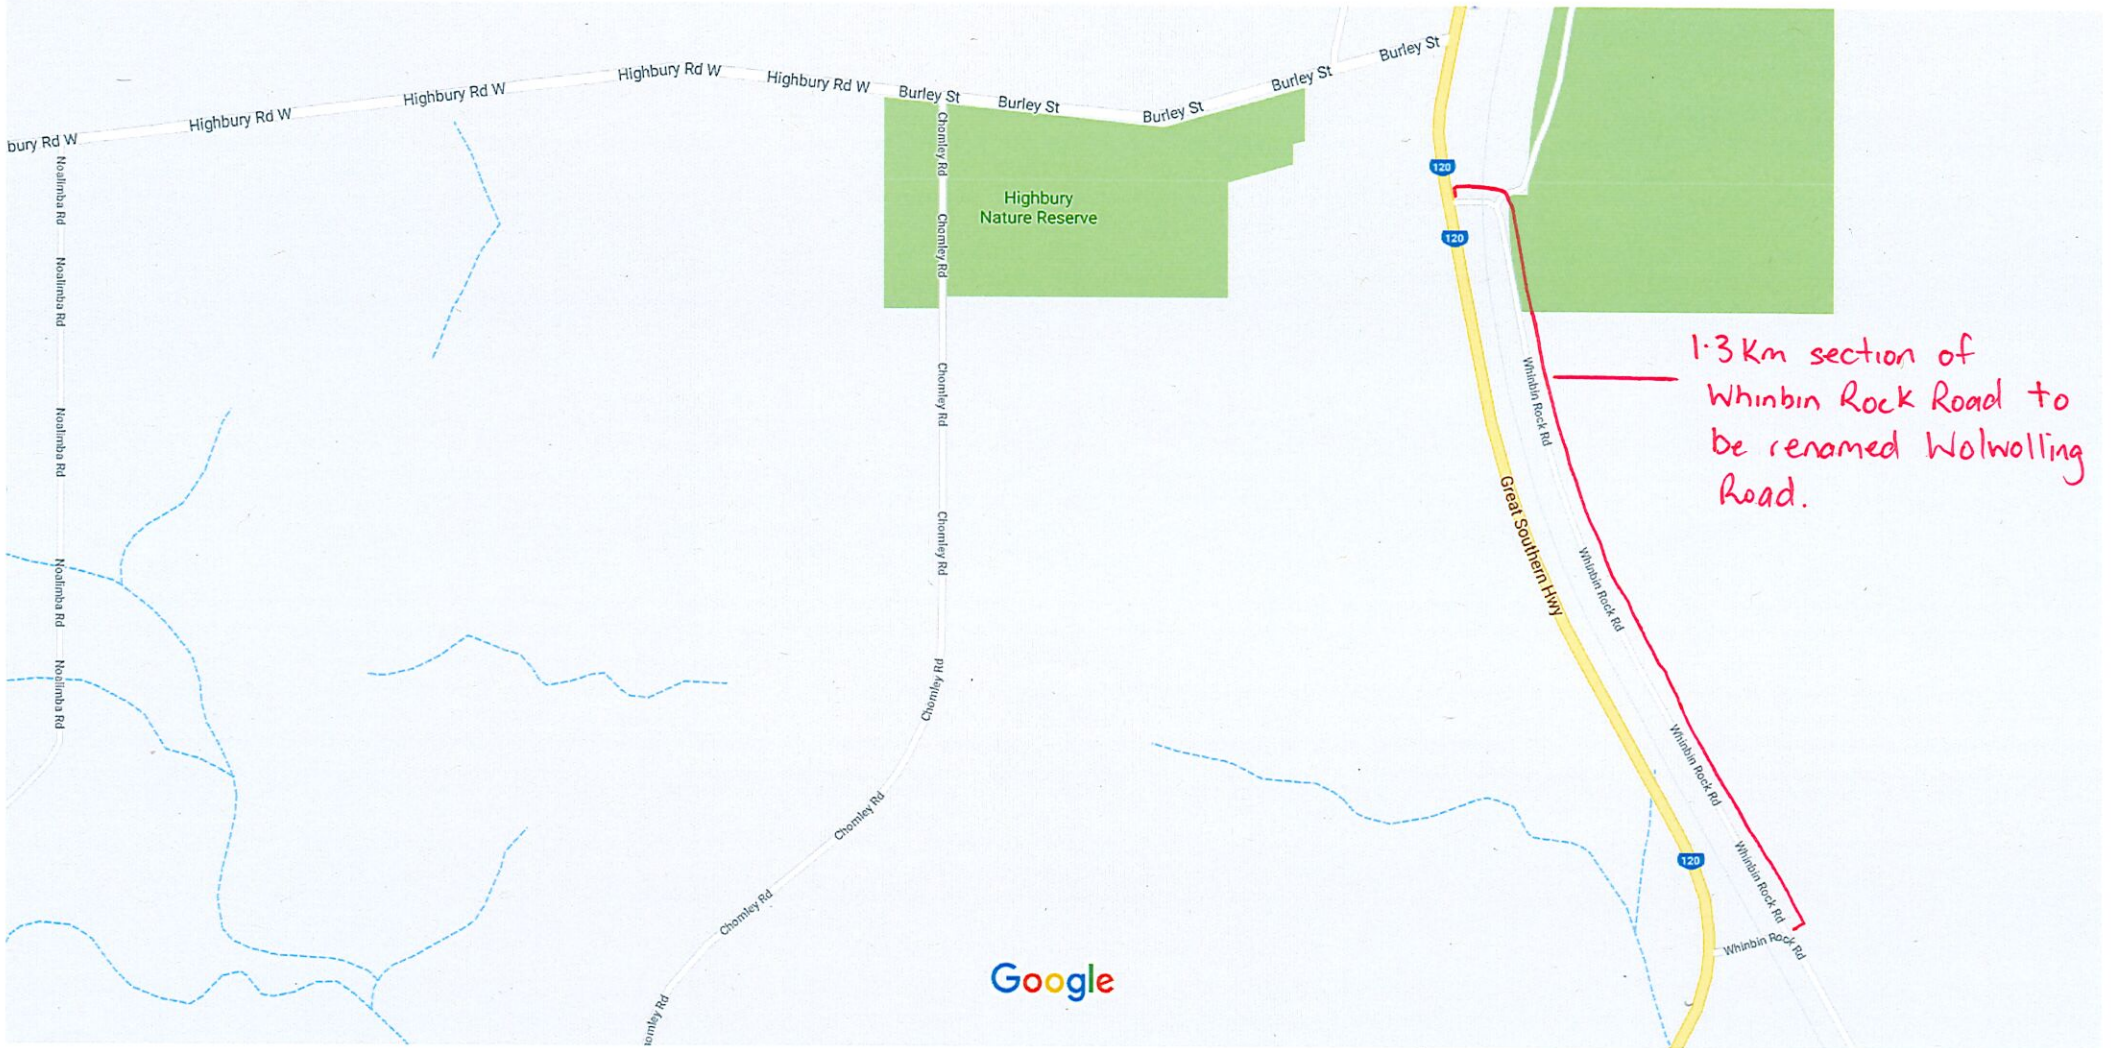 Burley St
Burley St
Highbury Rd W
Highbury Rd W
Burley St
Burley St
Burley St
Highbury Rd W
Highbury Rd W
bury Rd W
Chomley Rd
Noalimba Rd
120
Highbury
Nature Reserve
Chomley Rd
120
Noalimba Rd
1.3 Km section of
Whinbin Rock Road to
be renamed Wolwolling
Road.
Whinbin Rock Rd
Chomley Rd
Noalimba Rd
Great Southern Hwy
Chomley Rd
Whinbin Rock Rd
Noalimba Rd
Chomley Rd
Noalimba Rd
Whinbin Rock Rd
Chomley Rd
120
Whinbin Rock Rd
Chomley Rd
Whinbin Rock Rd
Google
omley Rd